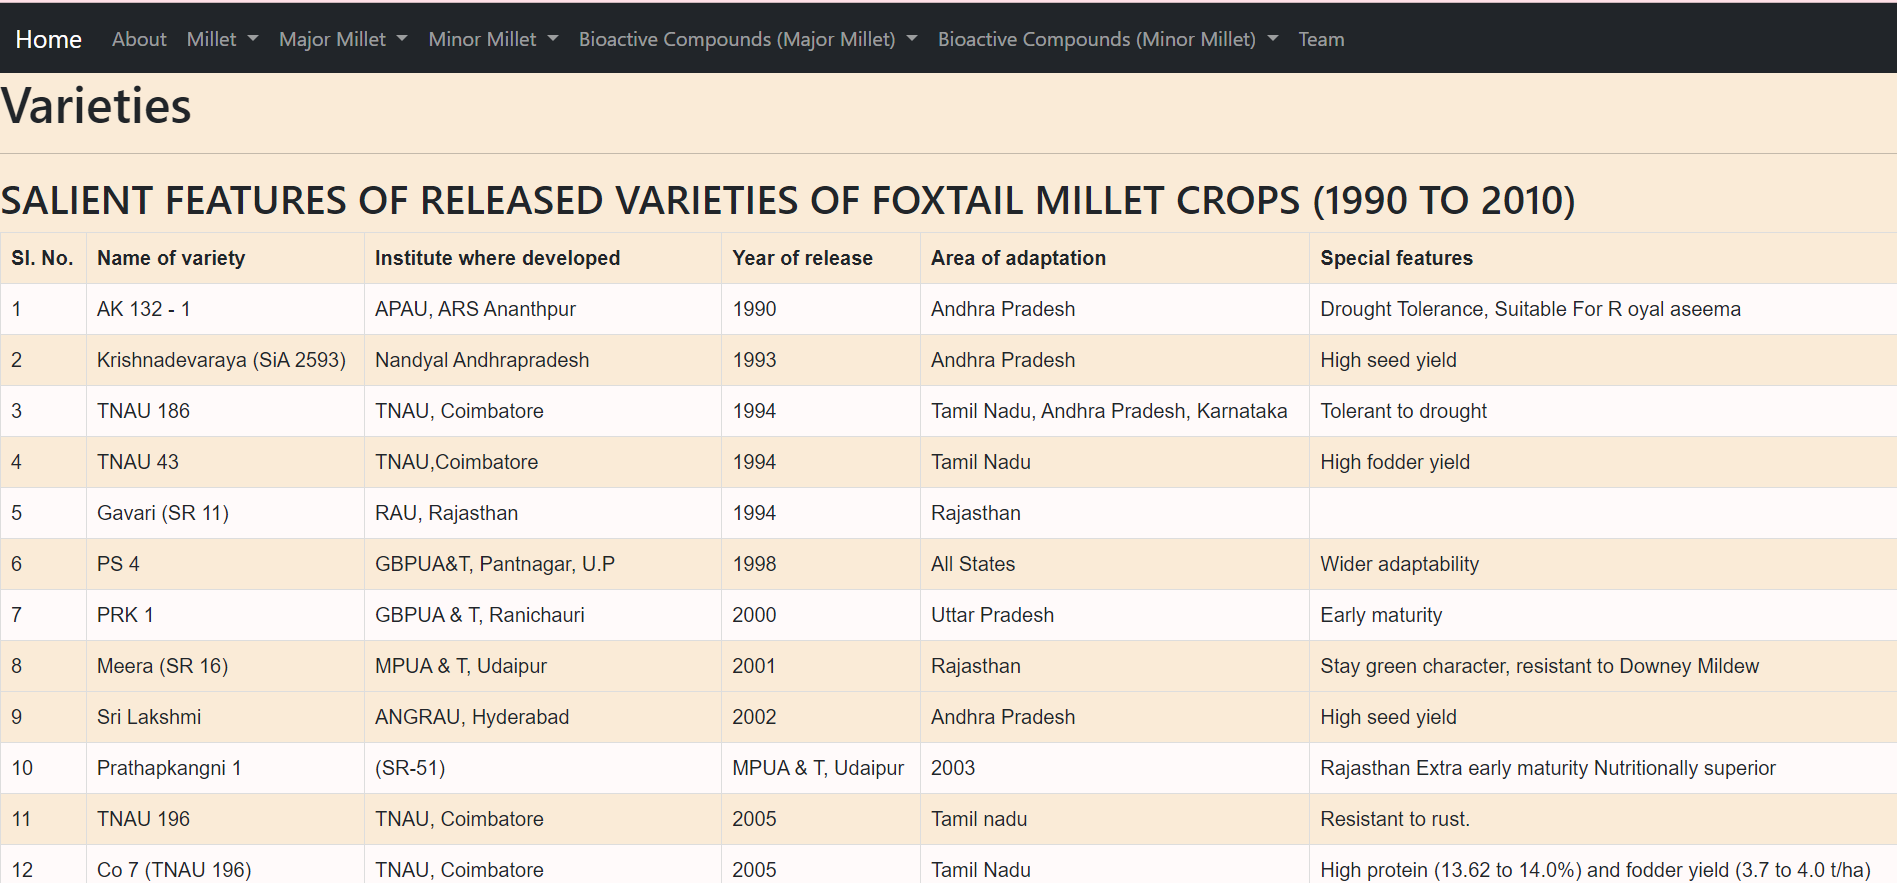 Home About Millet Major Millet Minor Millet Bioactive Compounds (Major Millet) Bioactive Compounds (Minor Millet) Team
Varieties
SALIENT FEATURES OF RELEASED VARIETIES OF FOXTAIL MILLET CROPS (1990 TO 2010)
Sl. No. Name of variety Institute where developed Year of release Area of adaptation Special features
1 AK 132 - 1 APAU, ARS Ananthpur 1990 Andhra Pradesh Drought Tolerance, Suitable For R oyal aseema
2 Krishnadevaraya (SiA 2593) Nandyal Andhrapradesh 1993 Andhra Pradesh High seed yield
3 TNAU 186 TNAU, Coimbatore 1994 Tamil Nadu, Andhra Pradesh, Karnataka Tolerant to drought
4 TNAU 43 TNAU,Coimbatore 1994 Tamil Nadu High fodder yield
5 Gavari (SR 11) RAU, Rajasthan 1994 Rajasthan
6 PS 4 GBPUA&T, Pantnagar, U.P 1998 All States Wider adaptability
7 PRK 1 GBPUA & T, Ranichauri 2000 Uttar Pradesh Early maturity
8 Meera (SR 16) MPUA & T, Udaipur 2001 Rajasthan Stay green character, resistant to Downey Mildew
9 Sri Lakshmi ANGRAU, Hyderabad 2002 Andhra Pradesh High seed yield
10 Prathapkangni 1 (SR-51) MPUA & T, Udaipur 2003 Rajasthan Extra early maturity Nutritionally superior
11 TNAU 196 TNAU, Coimbatore 2005 Tamil nadu Resistant to rust.
12 Co 7 (TNAU 196) TNAU, Coimbatore 2005 Tamil Nadu High protein (13.62 to 14.0%) and fodder yield (3.7 to 4.0 t/ha)